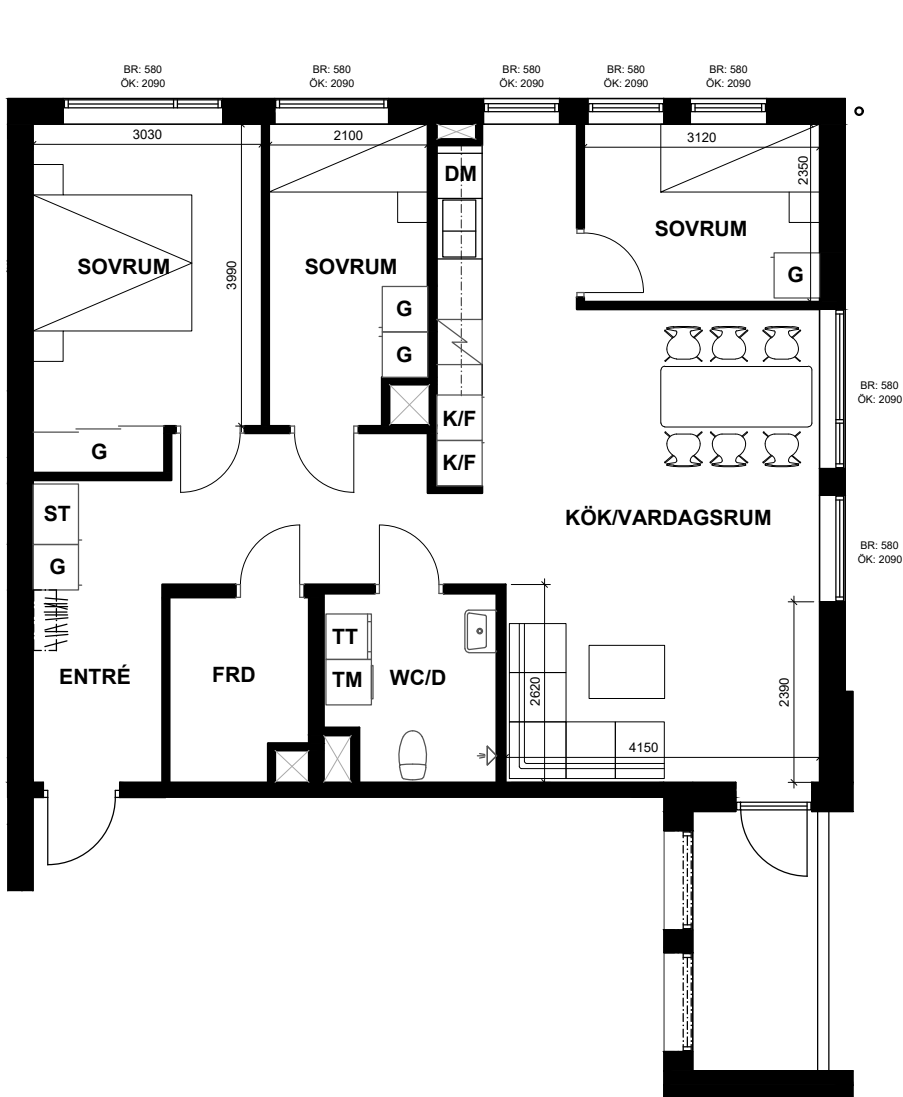 BR: 580
ÖK: 2090
BR: 580
ÖK: 2090
BR: 580
ÖK: 2090
BR: 580
ÖK: 2090
BR: 580
ÖK: 2090
3030
2100
3120
2350
DM
SOVRUM
SOVRUM
SOVRUM
3990
G
G
G
K/F
K/F
G
BR: 580
ÖK: 2090
ST
G
KÖK/VARDAGSRUM
BR: 580
ÖK: 2090
TT
TM
ENTRÉ
FRD
WC/D
2620
2390
4150